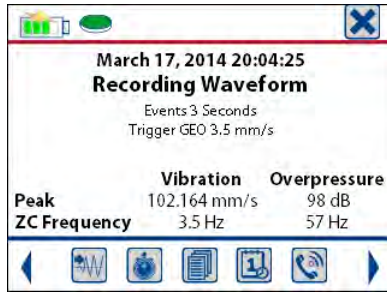 March 17, 2014 20:04:25
Recording Waveform
Events 3 Seconds
Trigger GEO 3.5 mm/s
Vibration Overpressure
Peak 102.164 mm/s 98 dB
ZC Frequency 3.5 Hz 57 Hz
1